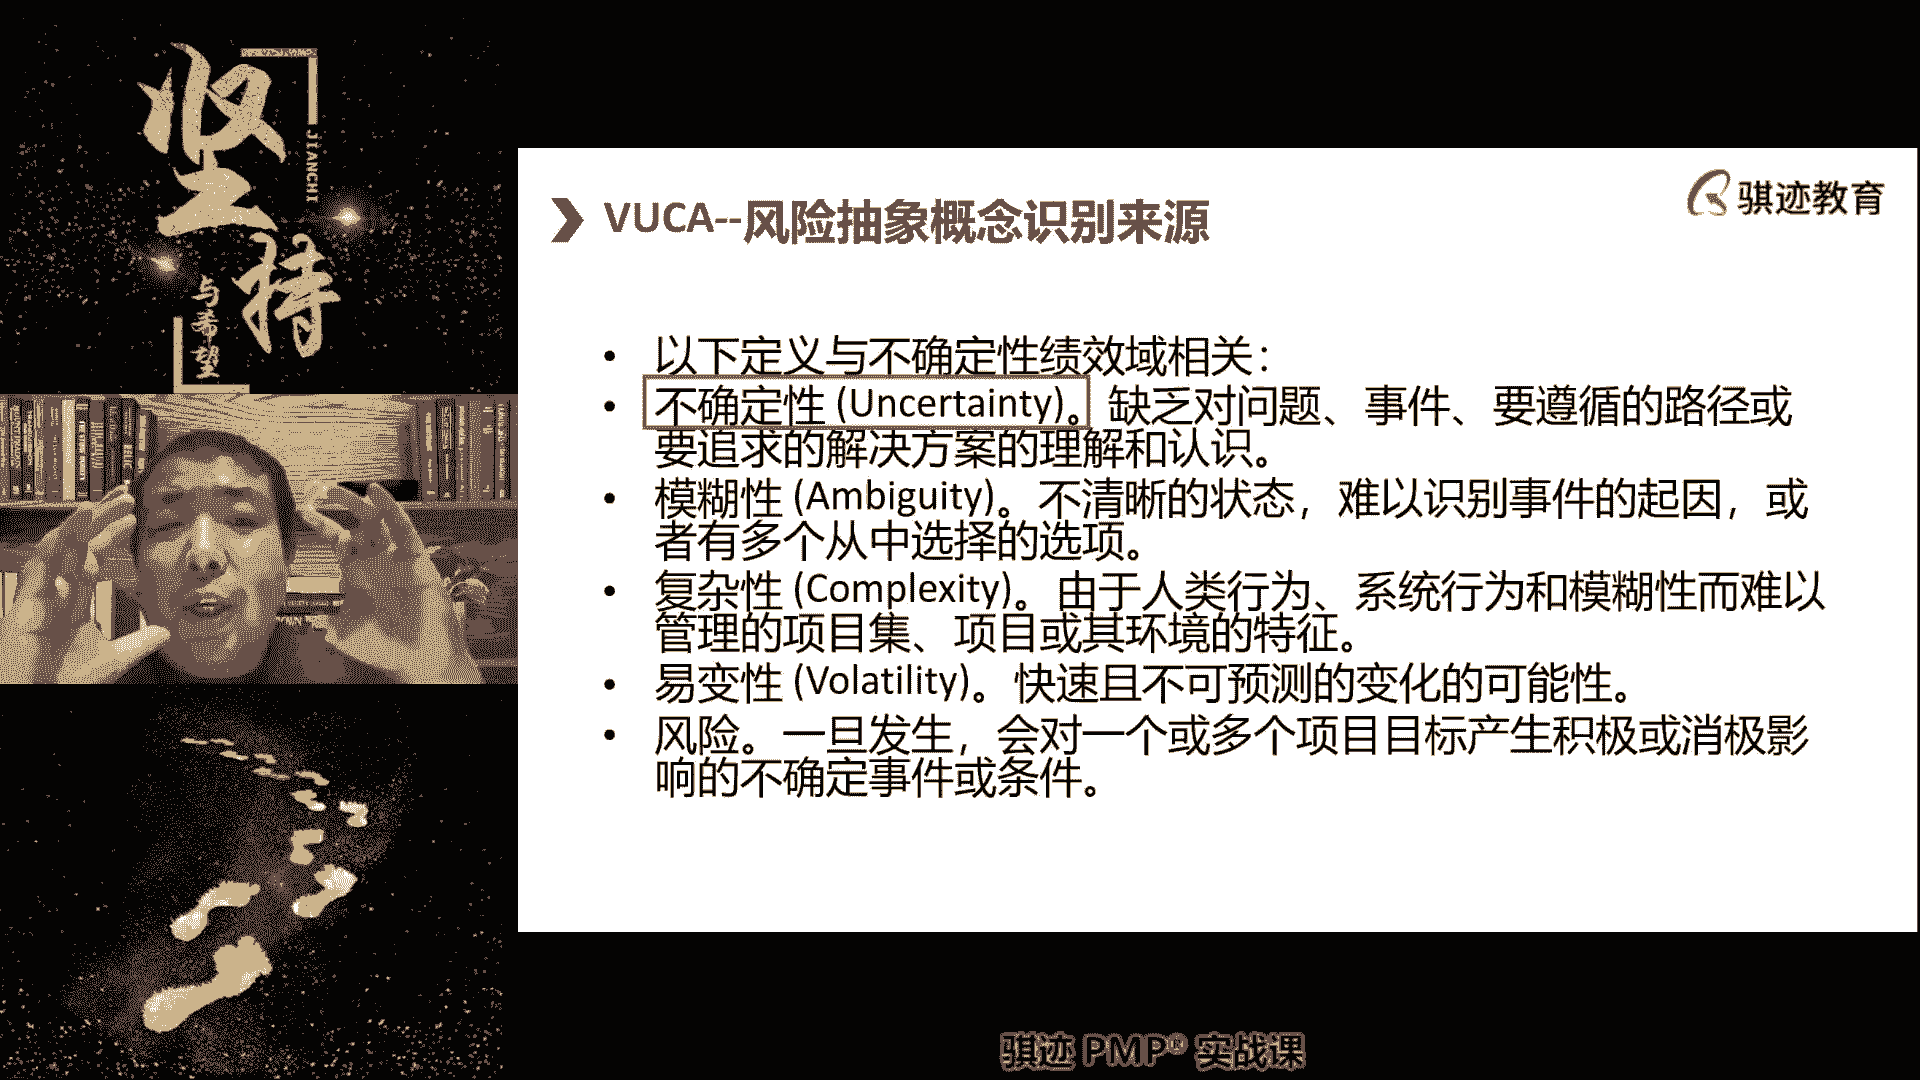 坚持
JIANCHI
与希望
VUCA--风险抽象概念识别来源
骐迹教育
• 以下定义与不确定性绩效域相关：
• 不确定性 (Uncertainty)。缺乏对问题、事件、要遵循的路径或
要追求的解决方案的理解和认识。
• 模糊性 (Ambiguity)。不清晰的状态，难以识别事件的起因，或
者有多个从中选择的选项。
• 复杂性 (Complexity)。由于人类行为、系统行为和模糊性而难以
管理的项目集、项目或其环境的特征。
• 易变性 (Volatility)。快速且不可预测的变化的可能性。
• 风险。一旦发生，会对一个或多个项目目标产生积极或消极影
响的不确定事件或条件。
骐迹 PMP® 实战课